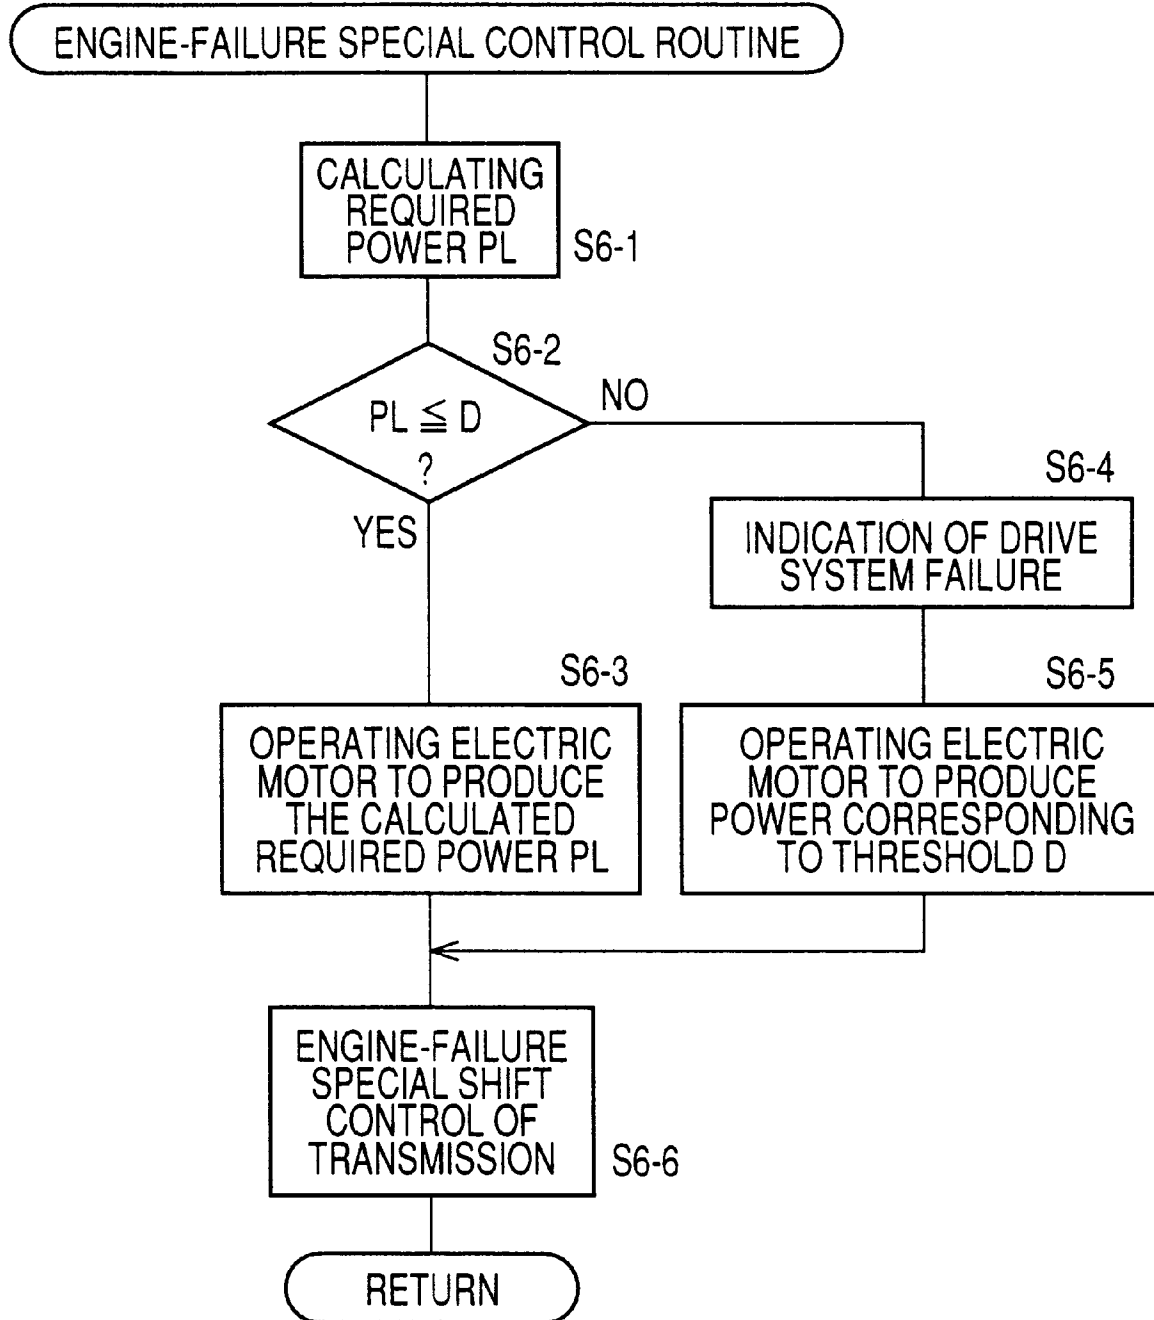 ENGINE-FAILURE SPECIAL CONTROL ROUTINE
CALCULATING
REQUIRED
POWER PL
S6-1
S6-2
PL ≦ D
?
NO
YES
S6-4
INDICATION OF DRIVE
SYSTEM FAILURE
S6-3
OPERATING ELECTRIC
MOTOR TO PRODUCE
THE CALCULATED
REQUIRED POWER PL
S6-5
OPERATING ELECTRIC
MOTOR TO PRODUCE
POWER CORRESPONDING
TO THRESHOLD D
ENGINE-FAILURE
SPECIAL SHIFT
CONTROL OF
TRANSMISSION
S6-6
RETURN